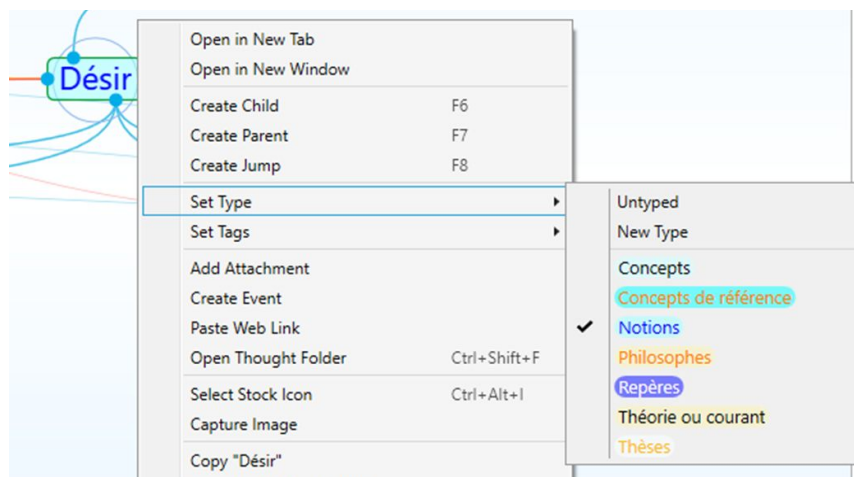 Désir
Open in New Tab
Open in New Window
Create Child F6
Create Parent F7
Create Jump F8
Set Type
Set Tags
Add Attachment
Create Event
Paste Web Link
Open Thought Folder Ctrl+Shift+F
Select Stock Icon Ctrl+Alt+I
Capture Image
Copy "Désir"
Untyped
New Type
Concepts
Concepts de référence
Notions
Philosophes
Repères
Théorie ou courant
Thèses